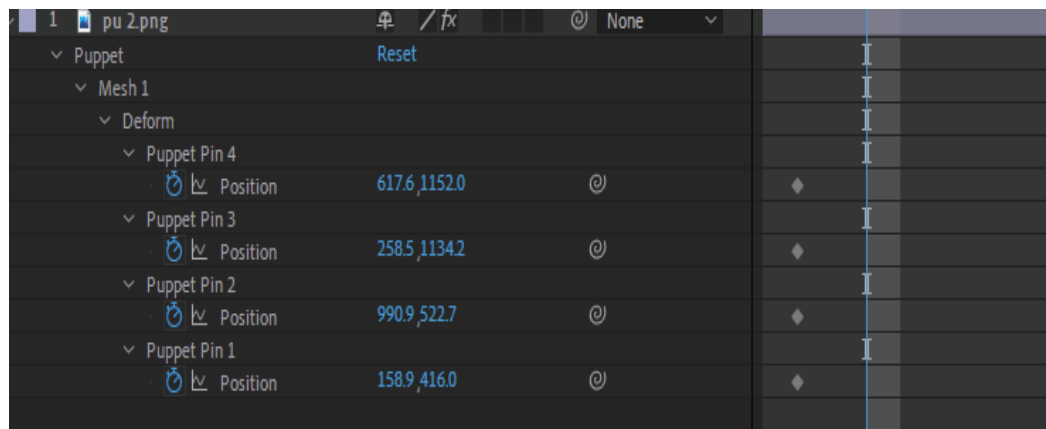 1 pu 2.png fx None
Puppet Reset
Mesh 1
Deform
Puppet Pin 4
Position 617.6,1152.0
Puppet Pin 3
Position 258.5,1134.2
Puppet Pin 2
Position 990.9,522.7
Puppet Pin 1
Position 158.9,416.0